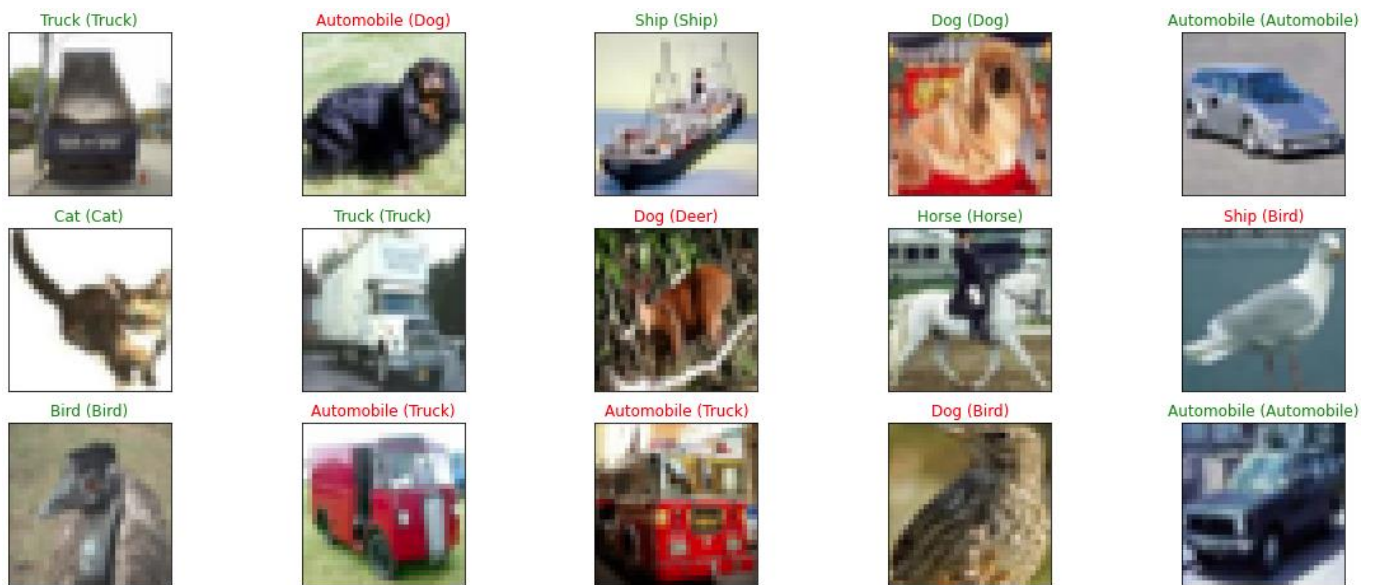 Truck (Truck)
Automobile (Dog)
Ship (Ship)
Dog (Dog)
Automobile (Automobile)
Cat (Cat)
Truck (Truck)
Dog (Deer)
Horse (Horse)
Ship (Bird)
Bird (Bird)
Automobile (Truck)
Automobile (Truck)
Dog (Bird)
Automobile (Automobile)